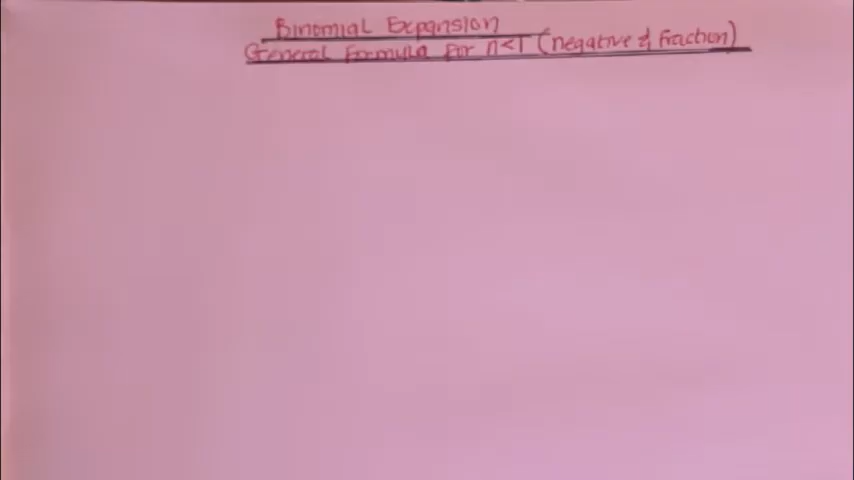 Binomial Expansion
General Formula For n<1 (negative & fraction)